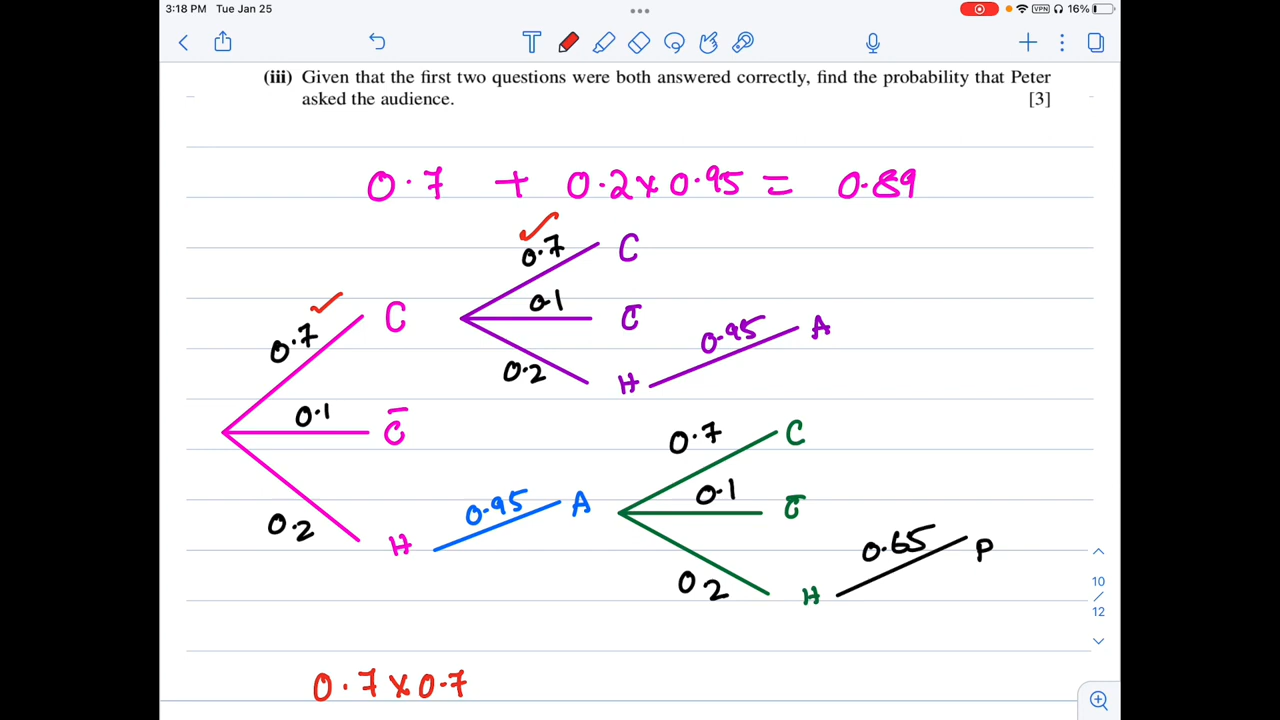 3:18 PM Tue Jan 25
VPN 16%
T
(iii) Given that the first two questions were both answered correctly, find the probability that Peter
asked the audience. [3]
0.7 + 0.2 x 0.95 = 0.89
0.7 C
0.1 C̅
0.2 H 0.95 A
0.7 C
0.1 C̅
0.2 H 0.95 A
0.7 C
0.1 C̅
0.2 H 0.65 P
10
/
12
0.7 x 0.7